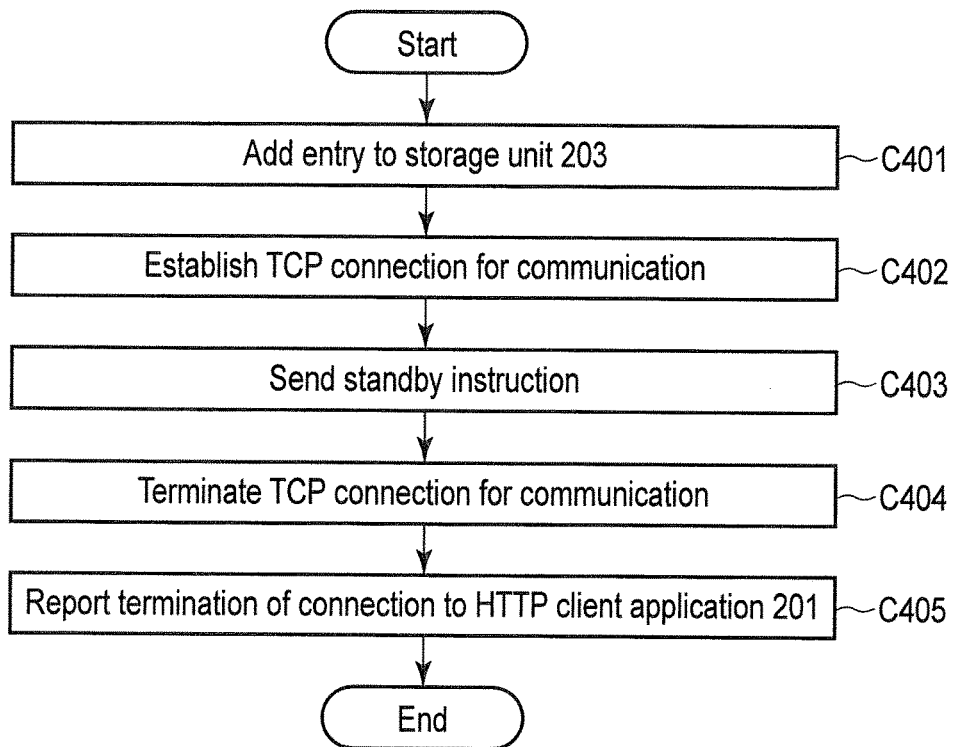 Start
Add entry to storage unit 203
C401
Establish TCP connection for communication
C402
Send standby instruction
C403
Terminate TCP connection for communication
C404
Report termination of connection to HTTP client application 201
C405
End